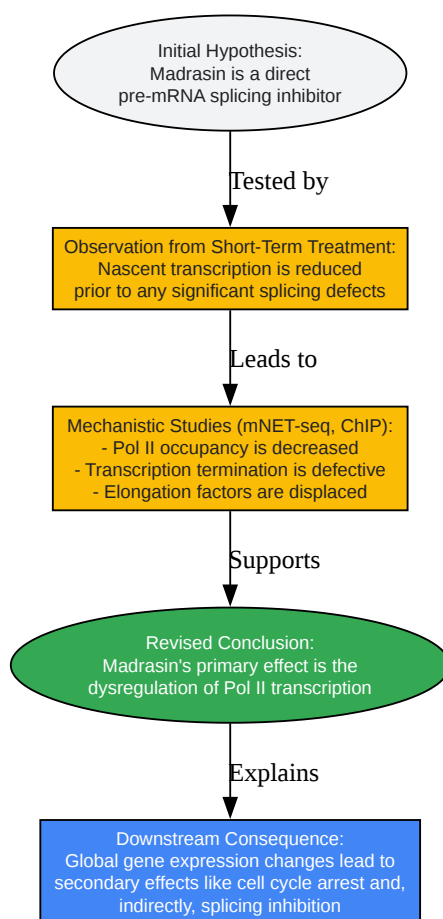 Initial Hypothesis:
Madrasin is a direct
pre-mRNA splicing inhibitor
Tested by
Observation from Short-Term Treatment:
Nascent transcription is reduced
prior to any significant splicing defects
Leads to
Mechanistic Studies (mNET-seq, ChIP):
- Pol II occupancy is decreased
- Transcription termination is defective
- Elongation factors are displaced
Supports
Revised Conclusion:
Madrasin's primary effect is the
dysregulation of Pol II transcription
Explains
Downstream Consequence:
Global gene expression changes lead to
secondary effects like cell cycle arrest and,
indirectly, splicing inhibition